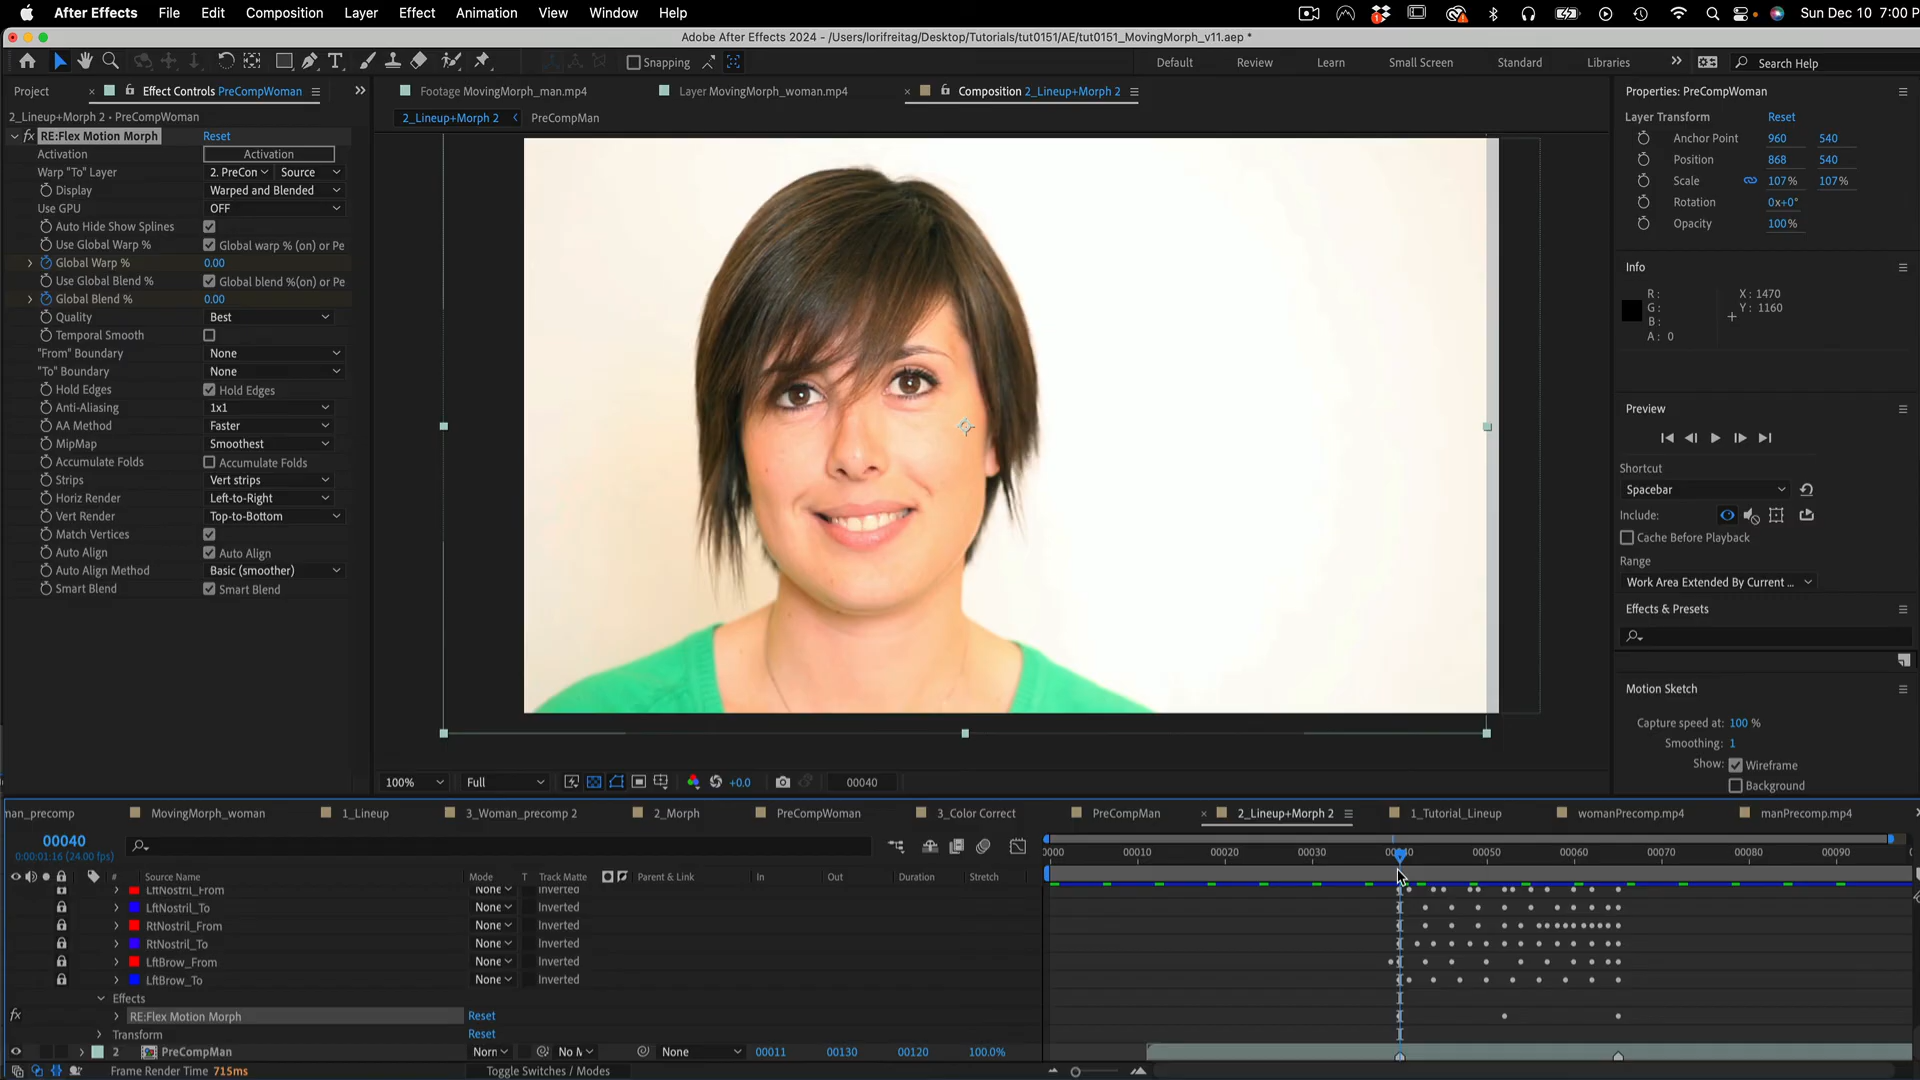 After Effects File Edit Composition Layer Effect Animation View Window Help Sun Dec 10 7:00 P
Adobe After Effects 2024 - /Users/lorifreitag/Desktop/Tutorials/tut0151/AE/tut0151_MovingMorph_v11.aep *
Snapping Default Review Learn Small Screen Standard Libraries Search Help
Project Effect Controls PreCompWoman Footage MovingMorph_man.mp4 Layer MovingMorph_woman.mp4 Composition 2_Lineup+Morph 2 Properties: PreCompWoman
2_Lineup+Morph 2 • PreCompWoman 2_Lineup+Morph 2 PreCompMan Layer Transform Reset
fx RE:Flex Motion Morph Reset
Activation Activation
Warp "To" Layer 2. PreCon Source
Display Warped and Blended
Use GPU OFF
Auto Hide Show Splines
Use Global Warp % Global warp % (on) or Pe
Global Warp % 0.00
Use Global Blend % Global blend %(on) or Pe
Global Blend % 0.00
Quality Best
Temporal Smooth
"From" Boundary None
"To" Boundary None
Hold Edges Hold Edges
Anti-Aliasing 1x1
AA Method Faster
MipMap Smoothest
Accumulate Folds Accumulate Folds
Strips Vert strips
Horiz Render Left-to-Right
Vert Render Top-to-Bottom
Match Vertices
Auto Align Auto Align
Auto Align Method Basic (smoother)
Smart Blend Smart Blend
Anchor Point 960 540
Position 868 540
Scale 107% 107%
Rotation 0x+0°
Opacity 100%
Info
R: X: 1470
G: Y: 1160
B:
A: 0
Preview
Shortcut
Spacebar
Include:
Cache Before Playback
Range
Work Area Extended By Current ...
Effects & Presets
Motion Sketch
Capture speed at: 100 %
Smoothing: 1
Show: Wireframe
Background
100% Full +0.0 00040
man_precomp MovingMorph_woman 1_Lineup 3_Woman_precomp 2 2_Morph PreCompWoman 3_Color Correct PreCompMan 2_Lineup+Morph 2 1_Tutorial_Lineup womanPrecomp.mp4 manPrecomp.mp4
00040
0:00:01:16 (24.00 fps)
0000 00010 00020 00030 00040 00050 00060 00070 00080 00090
# Source Name Mode T Track Matte Parent & Link In Out Duration Stretch
LftNostril_From None Inverted
LftNostril_To None Inverted
RtNostril_From None Inverted
RtNostril_To None Inverted
LftBrow_From None Inverted
LftBrow_To None Inverted
Effects
fx RE:Flex Motion Morph Reset
Transform Reset
2 PreCompMan Norn No M None 00011 00130 00120 100.0%
Frame Render Time 715ms Toggle Switches / Modes